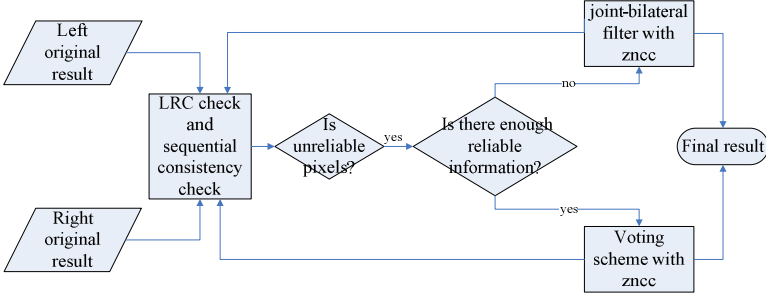 Left
original
result
Right
original
result
LRC check
and
sequential
consistency
check
Is
unreliable
pixels?
yes
Is there enough
reliable
information?
no
yes
joint-bilateral
filter with
zncc
Voting
scheme with
zncc
Final result